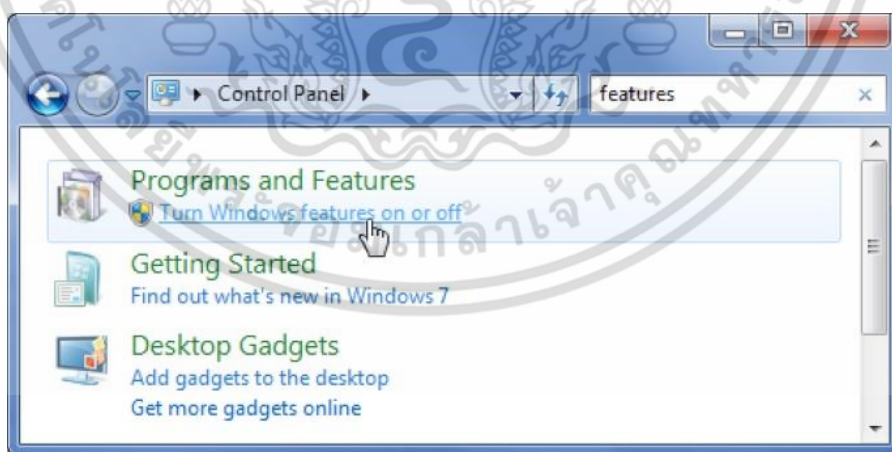 Control Panel
features
Programs and Features
Turn Windows features on or off
Getting Started
Find out what's new in Windows 7
Desktop Gadgets
Add gadgets to the desktop
Get more gadgets online